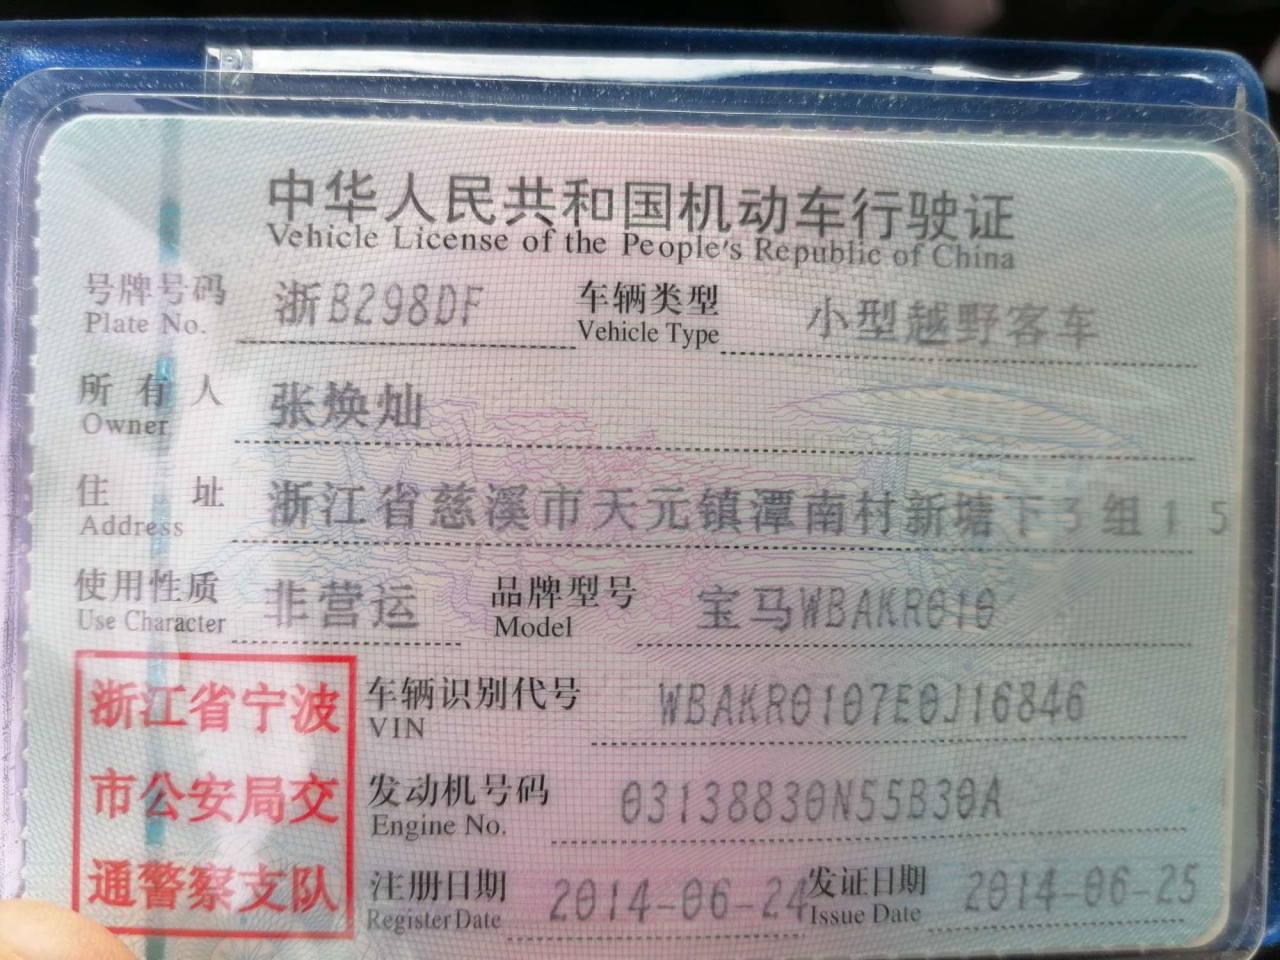 中华人民共和国机动车行驶证
Vehicle License of the People's Republic of China
号牌号码 浙B298DF 车辆类型 小型越野客车
Plate No. Vehicle Type
所有人 张焕灿
Owner
住址 浙江省慈溪市天元镇潭南村新塘下3组15
Address
使用性质 非营运 品牌型号 宝马WBAKR010
Use Character Model
浙江省宁波
市公安局交
通警察支队
车辆识别代号 WBAKR0107E0J16846
VIN
发动机号码 03138830N55B30A
Engine No.
注册日期 2014-06-24 发证日期 2014-06-25
Register Date Issue Date